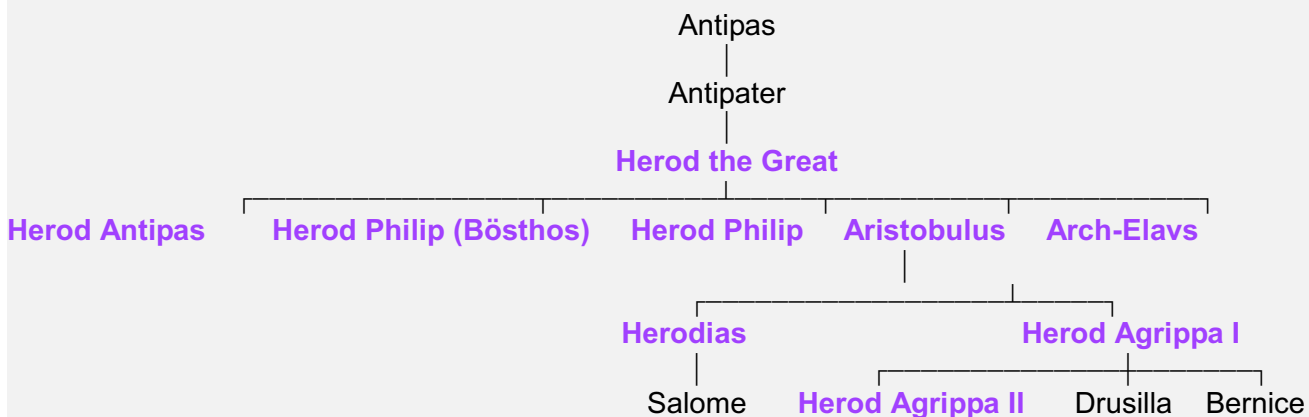 Antipas
Antipater
Herod the Great
Herod Antipas Herod Philip (Bösthos) Herod Philip Aristobulus Arch-Elavs
Herodias Herod Agrippa I
Salome Herod Agrippa II Drusilla Bernice